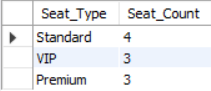 Seat_Type Seat_Count
Standard 4
VIP 3
Premium 3